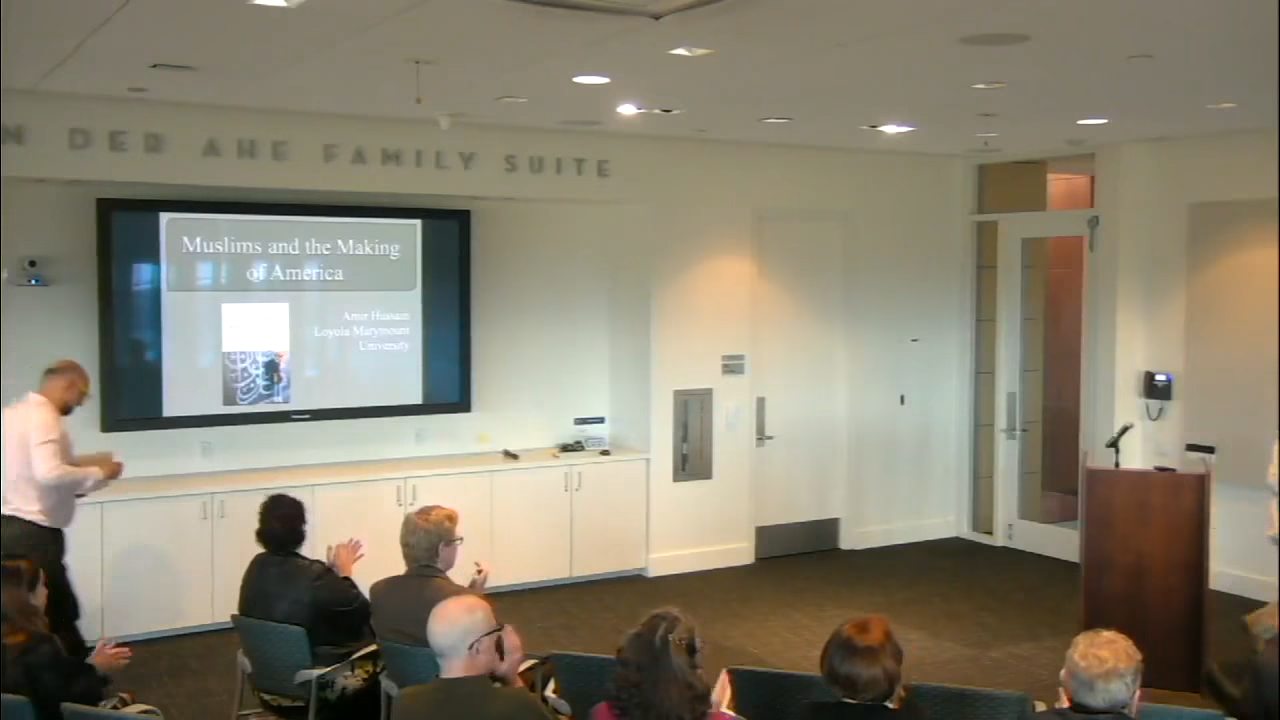 N DER AHE FAMILY SUITE
Muslims and the Making
of America
Amir Hussain
Loyola Marymount
University